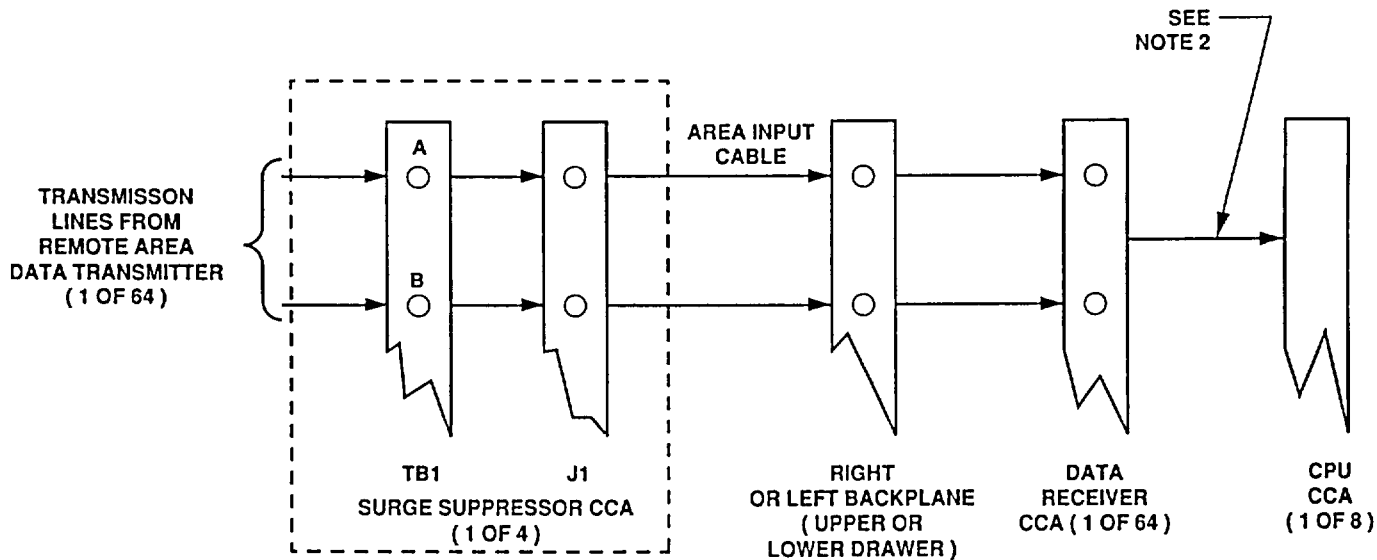 SEE
NOTE 2
AREA INPUT
CABLE
A
B
TRANSMISSON
LINES FROM
REMOTE AREA
DATA TRANSMITTER
( 1 OF 64 )
TB1
J1
SURGE SUPPRESSOR CCA
( 1 OF 4 )
RIGHT
OR LEFT BACKPLANE
( UPPER OR
LOWER DRAWER )
DATA
RECEIVER
CCA ( 1 OF 64 )
CPU
CCA
( 1 OF 8 )